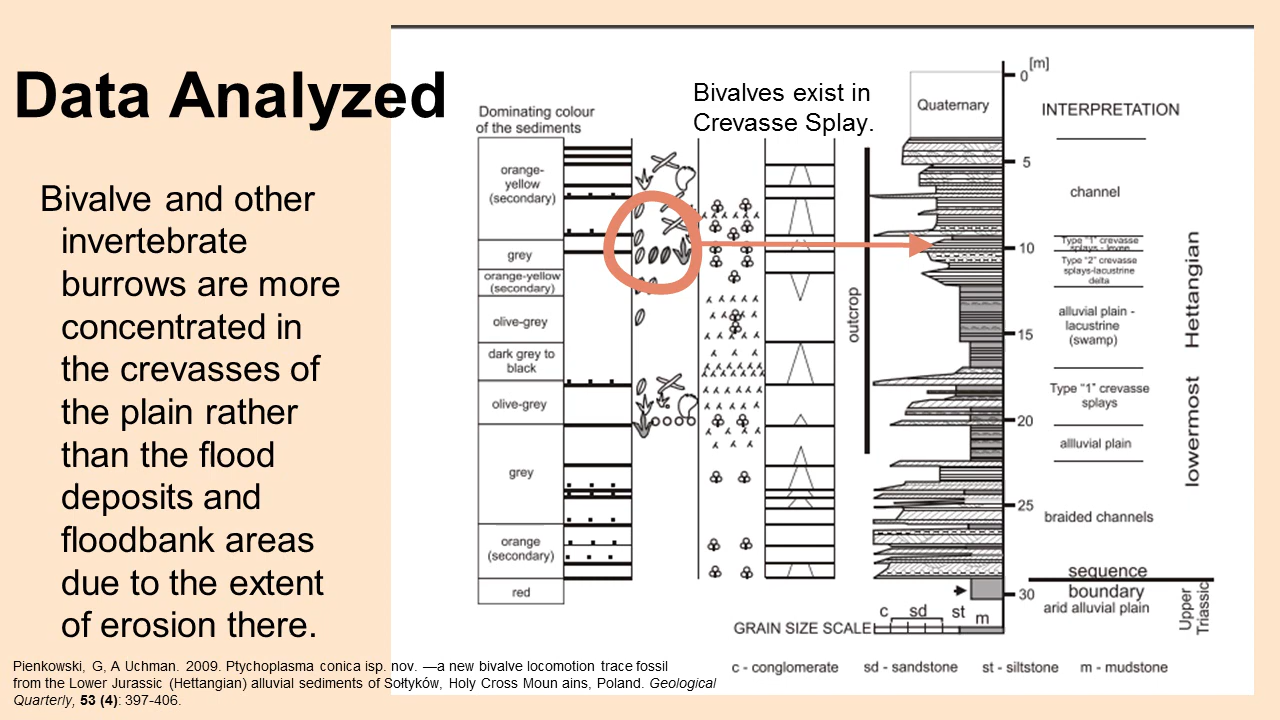 Data Analyzed
Bivalve and other
invertebrate
burrows are more
concentrated in
the crevasses of
the plain rather
than the flood
deposits and
floodbank areas
due to the extent
of erosion there.
Dominating colour
of the sediments
orange-
yellow
(secondary)
grey
orange-yellow
(secondary)
olive-grey
dark grey to
black
olive-grey
grey
orange
(secondary)
red
Bivalves exist in
Crevasse Splay.
outcrop
Quaternary
[m]
0
5
10
15
20
25
30
INTERPRETATION
channel
Type "1" crevasse
splays - levee
Type "2" crevasse
splays-lacustrine
delta
alluvial plain -
lacustrine
(swamp)
Type "1" crevasse
splays
allluvial plain
braided channels
sequence
boundary
arid alluvial plain
lowermost Hettangian
Upper
Triassic
c sd st m
GRAIN SIZE SCALE
c - conglomerate sd - sandstone st - siltstone m - mudstone
Pienkowski, G, A Uchman. 2009. Ptychoplasma conica isp. nov. —a new bivalve locomotion trace fossil
from the Lower Jurassic (Hettangian) alluvial sediments of Sołtyków, Holy Cross Moun ains, Poland. Geological
Quarterly, 53 (4): 397-406.